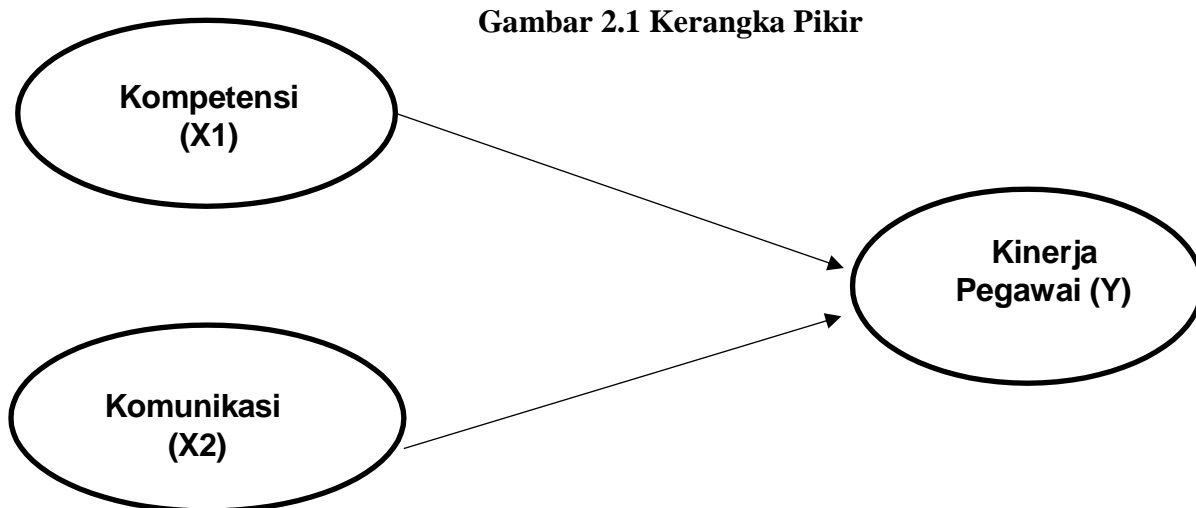 Gambar 2.1 Kerangka Pikir
Kompetensi
(X1)
Kinerja
Pegawai (Y)
Komunikasi
(X2)